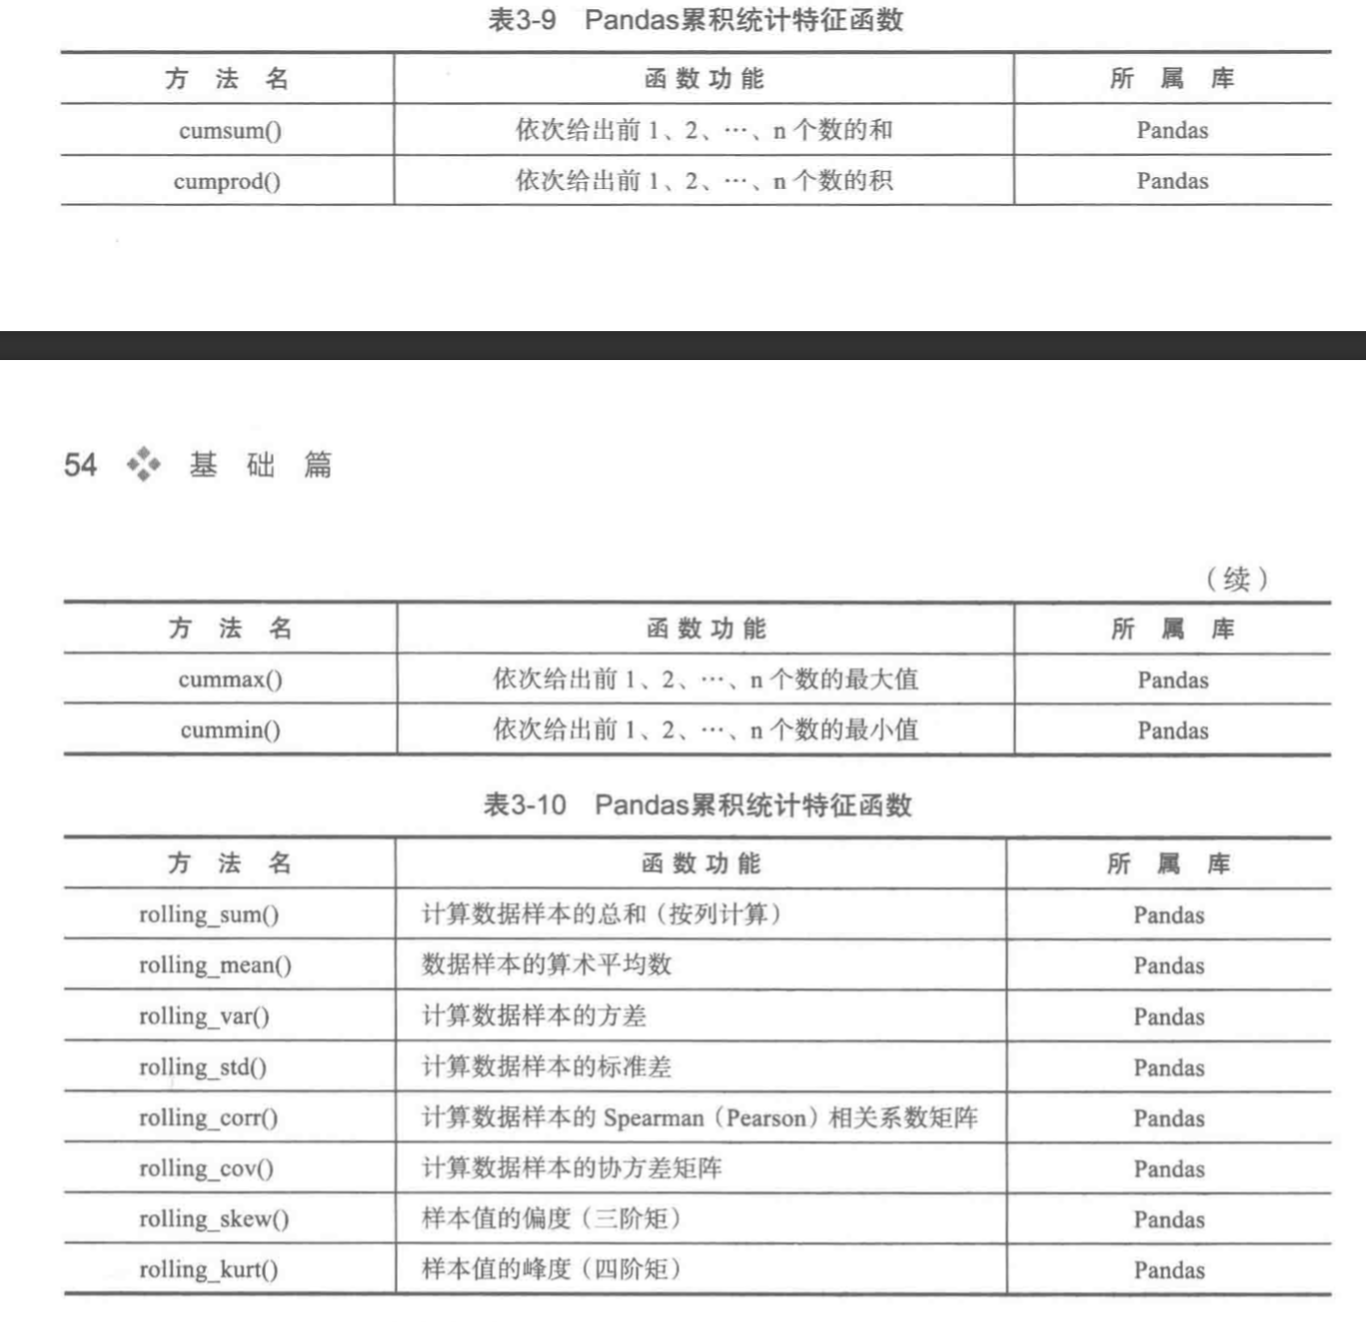 表3-9 Pandas累积统计特征函数
方 法 名 函数功能 所 属 库
cumsum() 依次给出前 1、2、…、n 个数的和 Pandas
cumprod() 依次给出前 1、2、…、n 个数的积 Pandas
54 基 础 篇
（续）
方 法 名 函数功能 所 属 库
cummax() 依次给出前 1、2、…、n 个数的最大值 Pandas
cummin() 依次给出前 1、2、…、n 个数的最小值 Pandas
表3-10 Pandas累积统计特征函数
方 法 名 函数功能 所 属 库
rolling_sum() 计算数据样本的总和（按列计算） Pandas
rolling_mean() 数据样本的算术平均数 Pandas
rolling_var() 计算数据样本的方差 Pandas
rolling_std() 计算数据样本的标准差 Pandas
rolling_corr() 计算数据样本的 Spearman（Pearson）相关系数矩阵 Pandas
rolling_cov() 计算数据样本的协方差矩阵 Pandas
rolling_skew() 样本值的偏度（三阶矩） Pandas
rolling_kurt() 样本值的峰度（四阶矩） Pandas